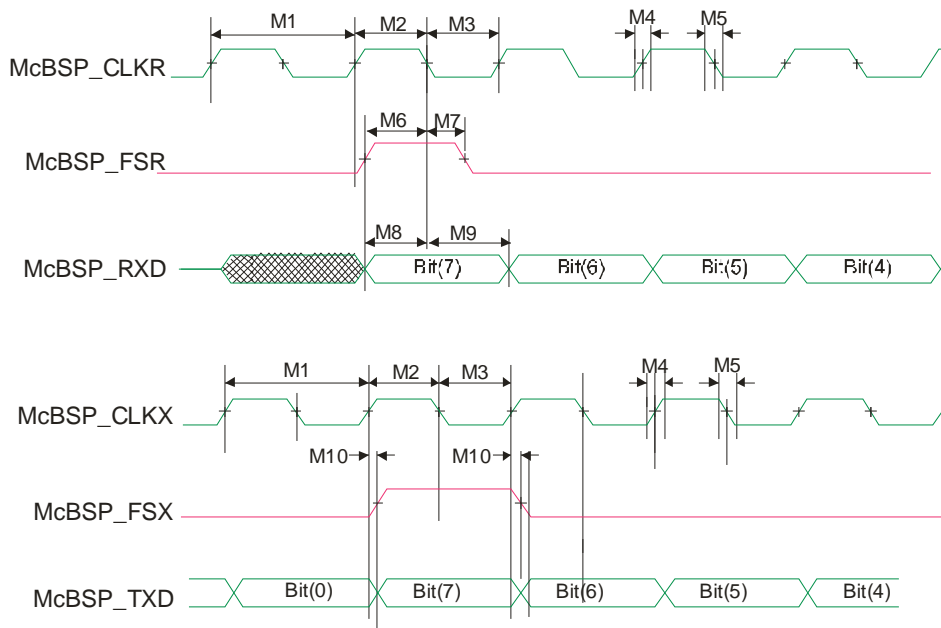 M1 M2 M3 M4 M5
McBSP_CLKR
M6 M7
McBSP_FSR
M8 M9
McBSP_RXD Bit(7) Bit(6) Bit(5) Bit(4)
M1 M2 M3 M4 M5
McBSP_CLKX
M10 M10
McBSP_FSX
McBSP_TXD Bit(0) Bit(7) Bit(6) Bit(5) Bit(4)